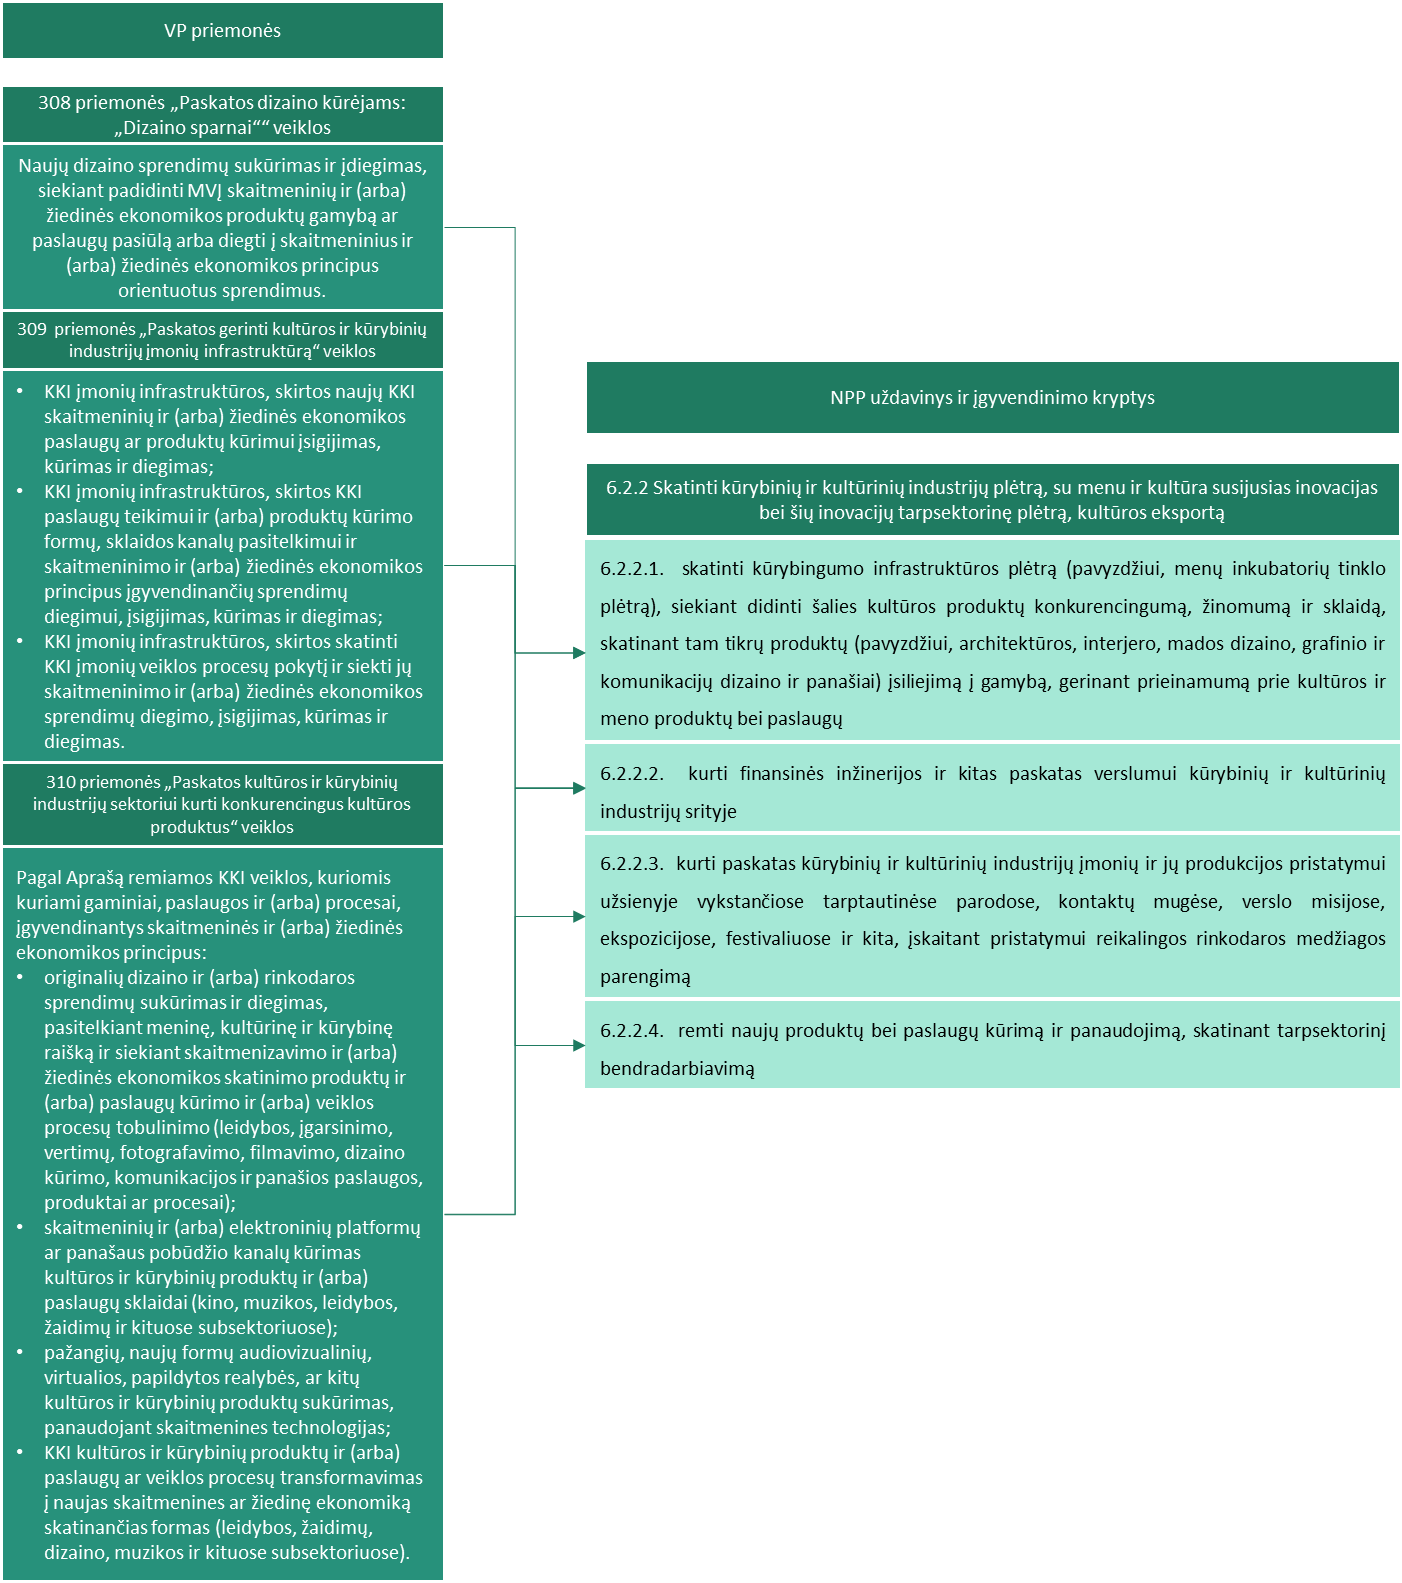 VP priemonės
308 priemonės „Paskatos dizaino kūrėjams:
„Dizaino sparnai““ veiklos
Naujų dizaino sprendimų sukūrimas ir įdiegimas,
siekiant padidinti MVĮ skaitmeninių ir (arba)
žiedinės ekonomikos produktų gamybą ar
paslaugų pasiūlą arba diegti į skaitmeninius ir
(arba) žiedinės ekonomikos principus
orientuotus sprendimus.
309  priemonės „Paskatos gerinti kultūros ir kūrybinių
industrijų įmonių infrastruktūrą“ veiklos
• KKI įmonių infrastruktūros, skirtos naujų KKI
skaitmeninių ir (arba) žiedinės ekonomikos
paslaugų ar produktų kūrimui įsigijimas,
kūrimas ir diegimas;
• KKI įmonių infrastruktūros, skirtos KKI
paslaugų teikimui ir (arba) produktų kūrimo
formų, sklaidos kanalų pasitelkimui ir
skaitmeninimo ir (arba) žiedinės ekonomikos
principus įgyvendinančių sprendimų
diegimui, įsigijimas, kūrimas ir diegimas;
• KKI įmonių infrastruktūros, skirtos skatinti
KKI įmonių veiklos procesų pokytį ir siekti jų
skaitmeninimo ir (arba) žiedinės ekonomikos
sprendimų diegimo, įsigijimas, kūrimas ir
diegimas.
310 priemonės „Paskatos kultūros ir kūrybinių
industrijų sektoriui kurti konkurencingus kultūros
produktus“ veiklos
Pagal Aprašą remiamos KKI veiklos, kuriomis
kuriami gaminiai, paslaugos ir (arba) procesai,
įgyvendinantys skaitmeninės ir (arba) žiedinės
ekonomikos principus:
• originalių dizaino ir (arba) rinkodaros
sprendimų sukūrimas ir diegimas,
pasitelkiant meninę, kultūrinę ir kūrybinę
raišką ir siekiant skaitmenizavimo ir (arba)
žiedinės ekonomikos skatinimo produktų ir
(arba) paslaugų kūrimo ir (arba) veiklos
procesų tobulinimo (leidybos, įgarsinimo,
vertimų, fotografavimo, filmavimo, dizaino
kūrimo, komunikacijos ir panašios paslaugos,
produktai ar procesai);
• skaitmeninių ir (arba) elektroninių platformų
ar panašaus pobūdžio kanalų kūrimas
kultūros ir kūrybinių produktų ir (arba)
paslaugų sklaidai (kino, muzikos, leidybos,
žaidimų ir kituose subsektoriuose);
• pažangių, naujų formų audiovizualinių,
virtualios, papildytos realybės, ar kitų
kultūros ir kūrybinių produktų sukūrimas,
panaudojant skaitmenines technologijas;
• KKI kultūros ir kūrybinių produktų ir (arba)
paslaugų ar veiklos procesų transformavimas
į naujas skaitmenines ar žiedinę ekonomiką
skatinančias formas (leidybos, žaidimų,
dizaino, muzikos ir kituose subsektoriuose).
NPP uždavinys ir įgyvendinimo kryptys
6.2.2 Skatinti kūrybinių ir kultūrinių industrijų plėtrą, su menu ir kultūra susijusias inovacijas
bei šių inovacijų tarpsektorinę plėtrą, kultūros eksportą
6.2.2.1.  skatinti kūrybingumo infrastruktūros plėtrą (pavyzdžiui, menų inkubatorių tinklo
plėtrą), siekiant didinti šalies kultūros produktų konkurencingumą, žinomumą ir sklaidą,
skatinant tam tikrų produktų (pavyzdžiui, architektūros, interjero, mados dizaino, grafinio ir
komunikacijų dizaino ir panašiai) įsiliejimą į gamybą, gerinant prieinamumą prie kultūros ir
meno produktų bei paslaugų
6.2.2.2.  kurti finansinės inžinerijos ir kitas paskatas verslumui kūrybinių ir kultūrinių
industrijų srityje
6.2.2.3.  kurti paskatas kūrybinių ir kultūrinių industrijų įmonių ir jų produkcijos pristatymui
užsienyje vykstančiose tarptautinėse parodose, kontaktų mugėse, verslo misijose,
ekspozicijose, festivaliuose ir kita, įskaitant pristatymui reikalingos rinkodaros medžiagos
parengimą
6.2.2.4.  remti naujų produktų bei paslaugų kūrimą ir panaudojimą, skatinant tarpsektorinį
bendradarbiavimą